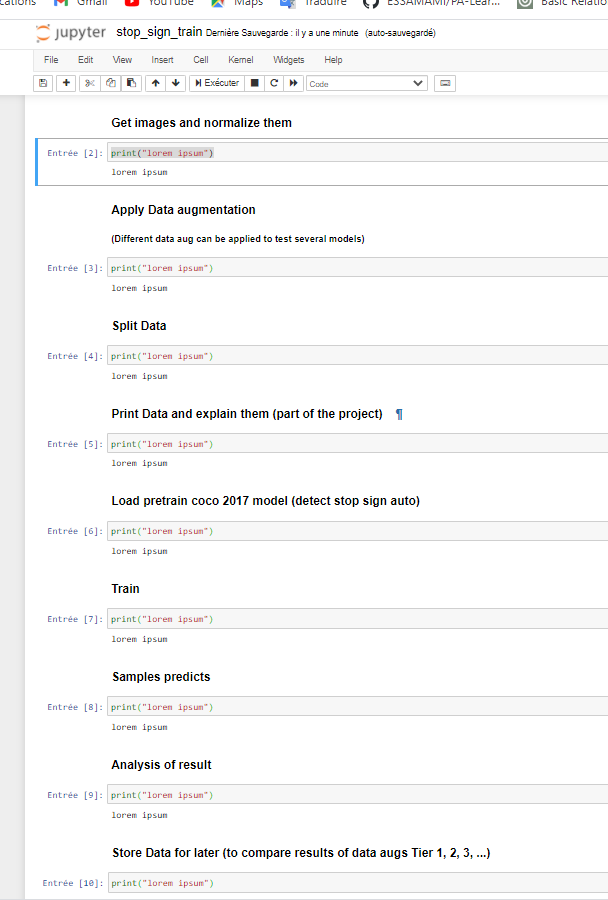 Gmail YouTube Maps Traduire ESSAMAMI/PA-Lear... Basic Relatio
jupyter stop_sign_train Dernière Sauvegarde : il y a une minute (auto-sauvegardé)
File Edit View Insert Cell Kernel Widgets Help
Exécuter Code
Get images and normalize them
Entrée [2]: print("lorem ipsum")
lorem ipsum
Apply Data augmentation
(Different data aug can be applied to test several models)
Entrée [3]: print("lorem ipsum")
lorem ipsum
Split Data
Entrée [4]: print("lorem ipsum")
lorem ipsum
Print Data and explain them (part of the project) ¶
Entrée [5]: print("lorem ipsum")
lorem ipsum
Load pretrain coco 2017 model (detect stop sign auto)
Entrée [6]: print("lorem ipsum")
lorem ipsum
Train
Entrée [7]: print("lorem ipsum")
lorem ipsum
Samples predicts
Entrée [8]: print("lorem ipsum")
lorem ipsum
Analysis of result
Entrée [9]: print("lorem ipsum")
lorem ipsum
Store Data for later (to compare results of data augs Tier 1, 2, 3, ...)
Entrée [10]: print("lorem ipsum")